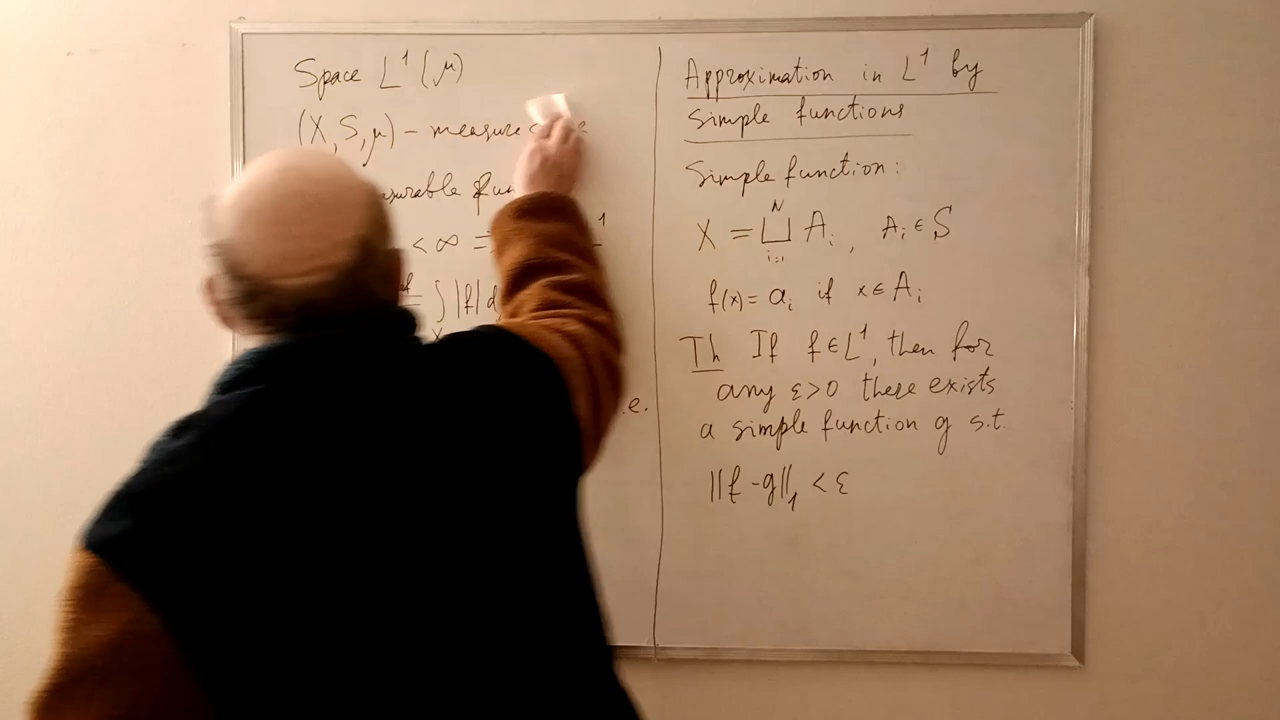 Space L¹(μ)
(X, S, μ) – measure
< ∞ =
∫ |f| d
X
.e.
Approximation in L¹ by
simple functions
Simple function:
X = ⊔ᵢ₌₁ᴺ Aᵢ, Aᵢ ∈ S
f(x) = aᵢ if x ∈ Aᵢ
Th If f ∈ L¹, then for
any ε > 0 there exists
a simple function g s.t.
||f - g||₁ < ε